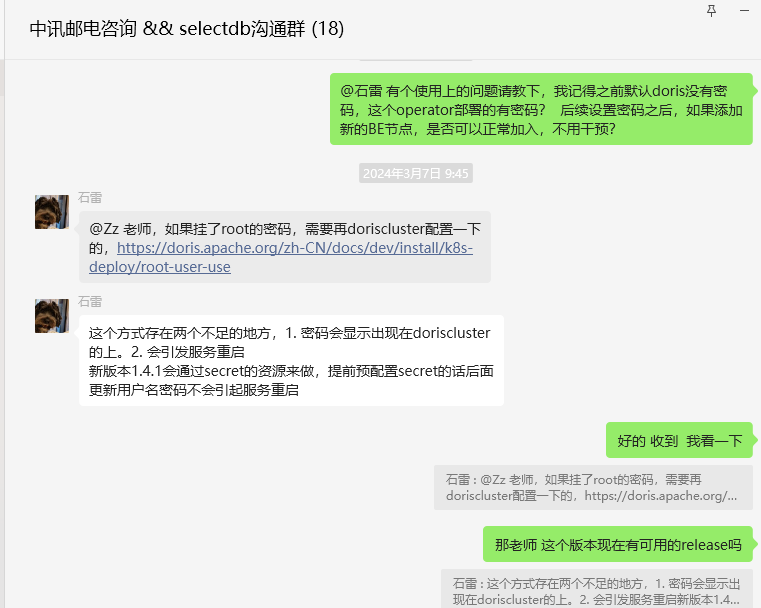 中讯邮电咨询 && selectdb沟通群 (18)
@石雷 有个使用上的问题请教下，我记得之前默认doris没有密
码，这个operator部署的有密码？ 后续设置密码之后，如果添加
新的BE节点，是否可以正常加入，不用干预？
2024年3月7日 9:45
石雷
@Zz 老师，如果挂了root的密码，需要再doriscluster配置一下
的，https://doris.apache.org/zh-CN/docs/dev/install/k8s-
deploy/root-user-use
石雷
这个方式存在两个不足的地方，1. 密码会显示出现在doriscluster
的上。2. 会引发服务重启
新版本1.4.1会通过secret的资源来做，提前预配置secret的话后面
更新用户名密码不会引起服务重启
好的 收到 我看一下
石雷 : @Zz 老师，如果挂了root的密码，需要再
doriscluster配置一下的，https://doris.apache.org/...
那老师 这个版本现在有可用的release吗
石雷 : 这个方式存在两个不足的地方，1. 密码会显示出
现在doriscluster的上。2. 会引发服务重启新版本1.4...